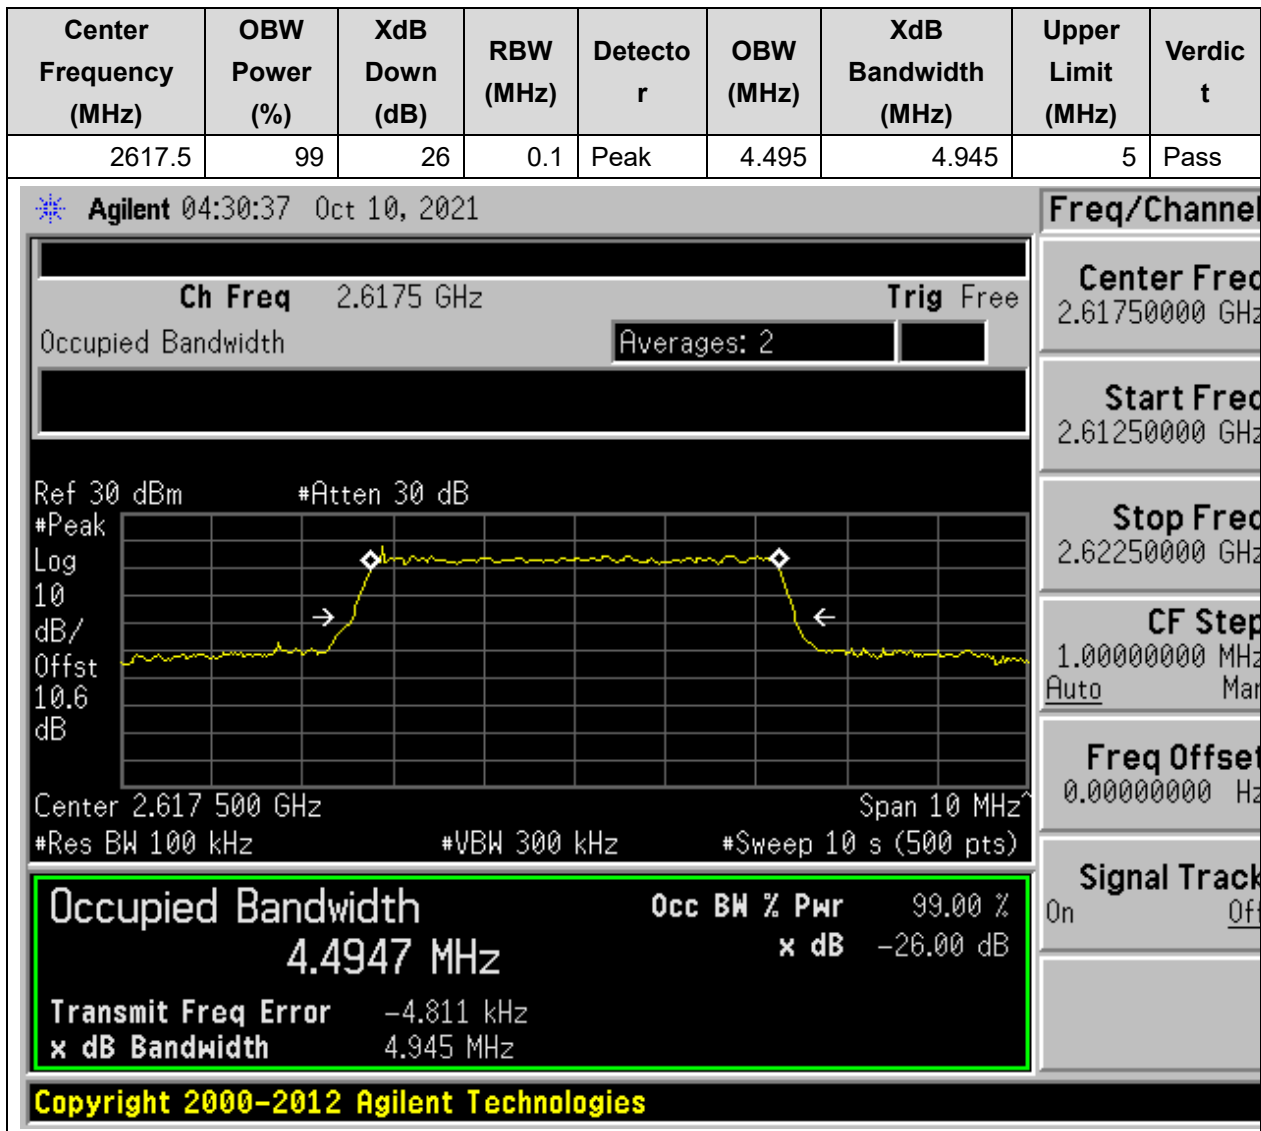 Center Frequency (MHz) OBW Power (%) XdB Down (dB) RBW (MHz) Detecto r OBW (MHz) XdB Bandwidth (MHz) Upper Limit (MHz) Verdic t
2617.5 99 26 0.1 Peak 4.495 4.945 5 Pass
Agilent 04:30:37 Oct 10, 2021
Freq/Channel
Ch Freq 2.6175 GHz Trig Free
Occupied Bandwidth Averages: 2
Center Freq
2.61750000 GHz
Start Freq
2.61250000 GHz
Stop Freq
2.62250000 GHz
CF Step
1.00000000 MHz
Auto Man
Freq Offset
0.00000000 Hz
Signal Track
On Off
Ref 30 dBm #Atten 30 dB
#Peak
Log
10
dB/
Offst
10.6
dB
Center 2.617 500 GHz Span 10 MHz^
#Res BW 100 kHz #VBW 300 kHz #Sweep 10 s (500 pts)
Occupied Bandwidth Occ BW % Pwr 99.00 %
4.4947 MHz x dB -26.00 dB
Transmit Freq Error -4.811 kHz
x dB Bandwidth 4.945 MHz
Copyright 2000-2012 Agilent Technologies